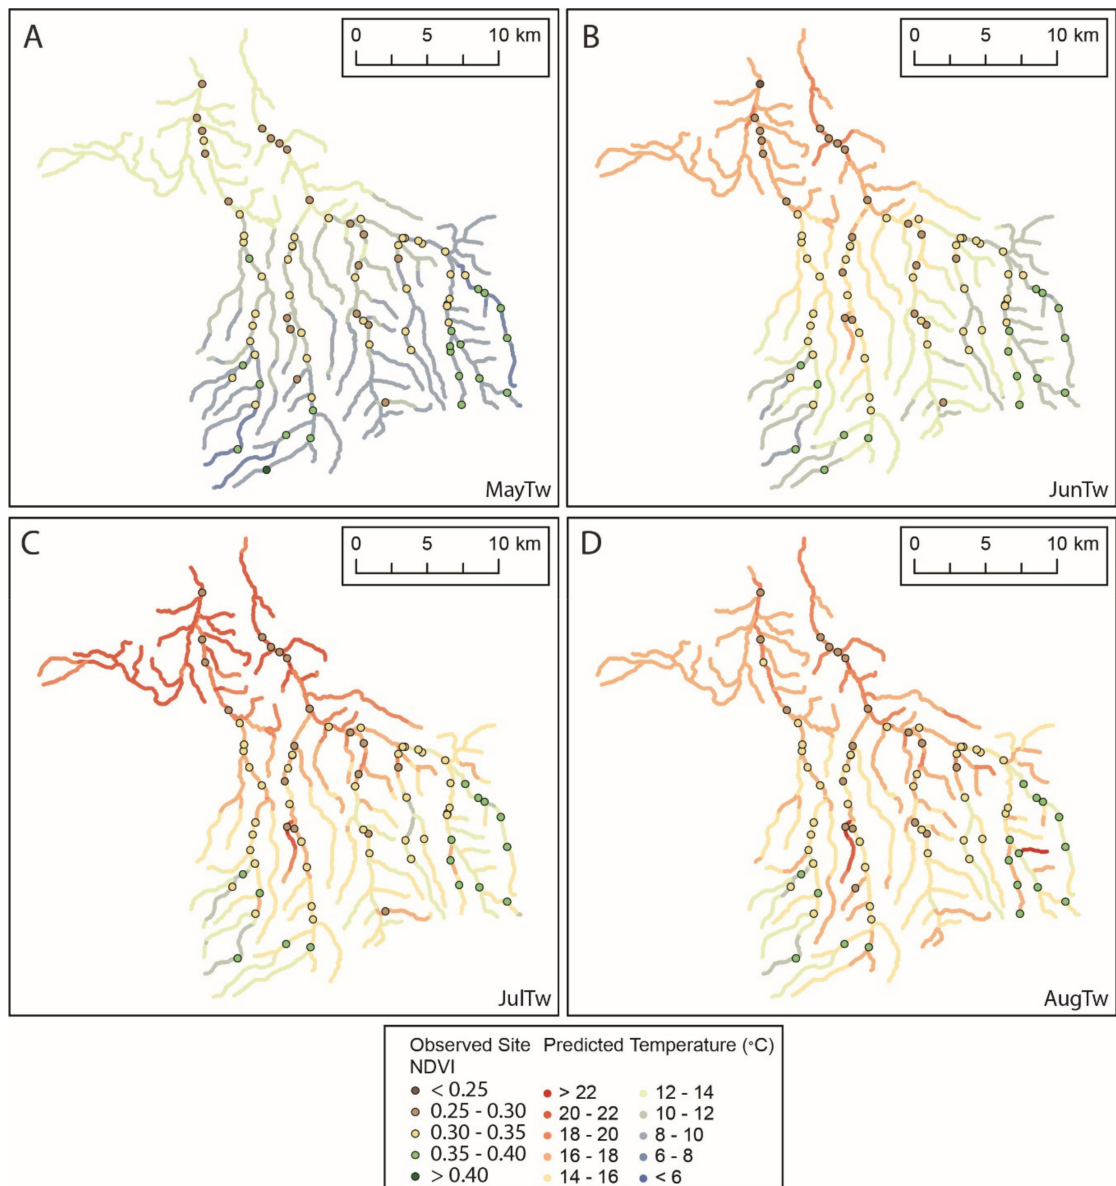 A
0 5 10 km
MayTw
B
0 5 10 km
JunTw
C
0 5 10 km
JulTw
D
0 5 10 km
AugTw
Observed Site Predicted Temperature (°C)
NDVI
< 0.25 > 22 12 - 14
0.25 - 0.30 20 - 22 10 - 12
0.30 - 0.35 18 - 20 8 - 10
0.35 - 0.40 16 - 18 6 - 8
> 0.40 14 - 16 < 6